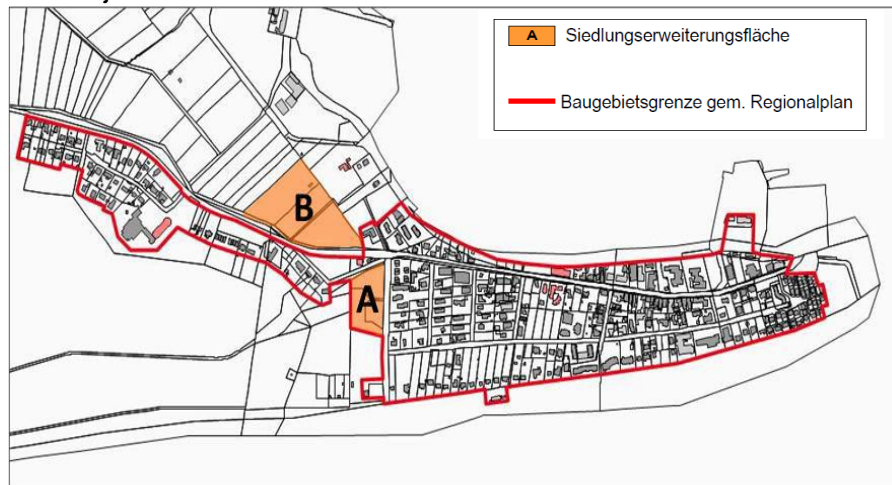 A Siedlungserweiterungsfläche
Baugebietsgrenze gem. Regionalplan
B
A